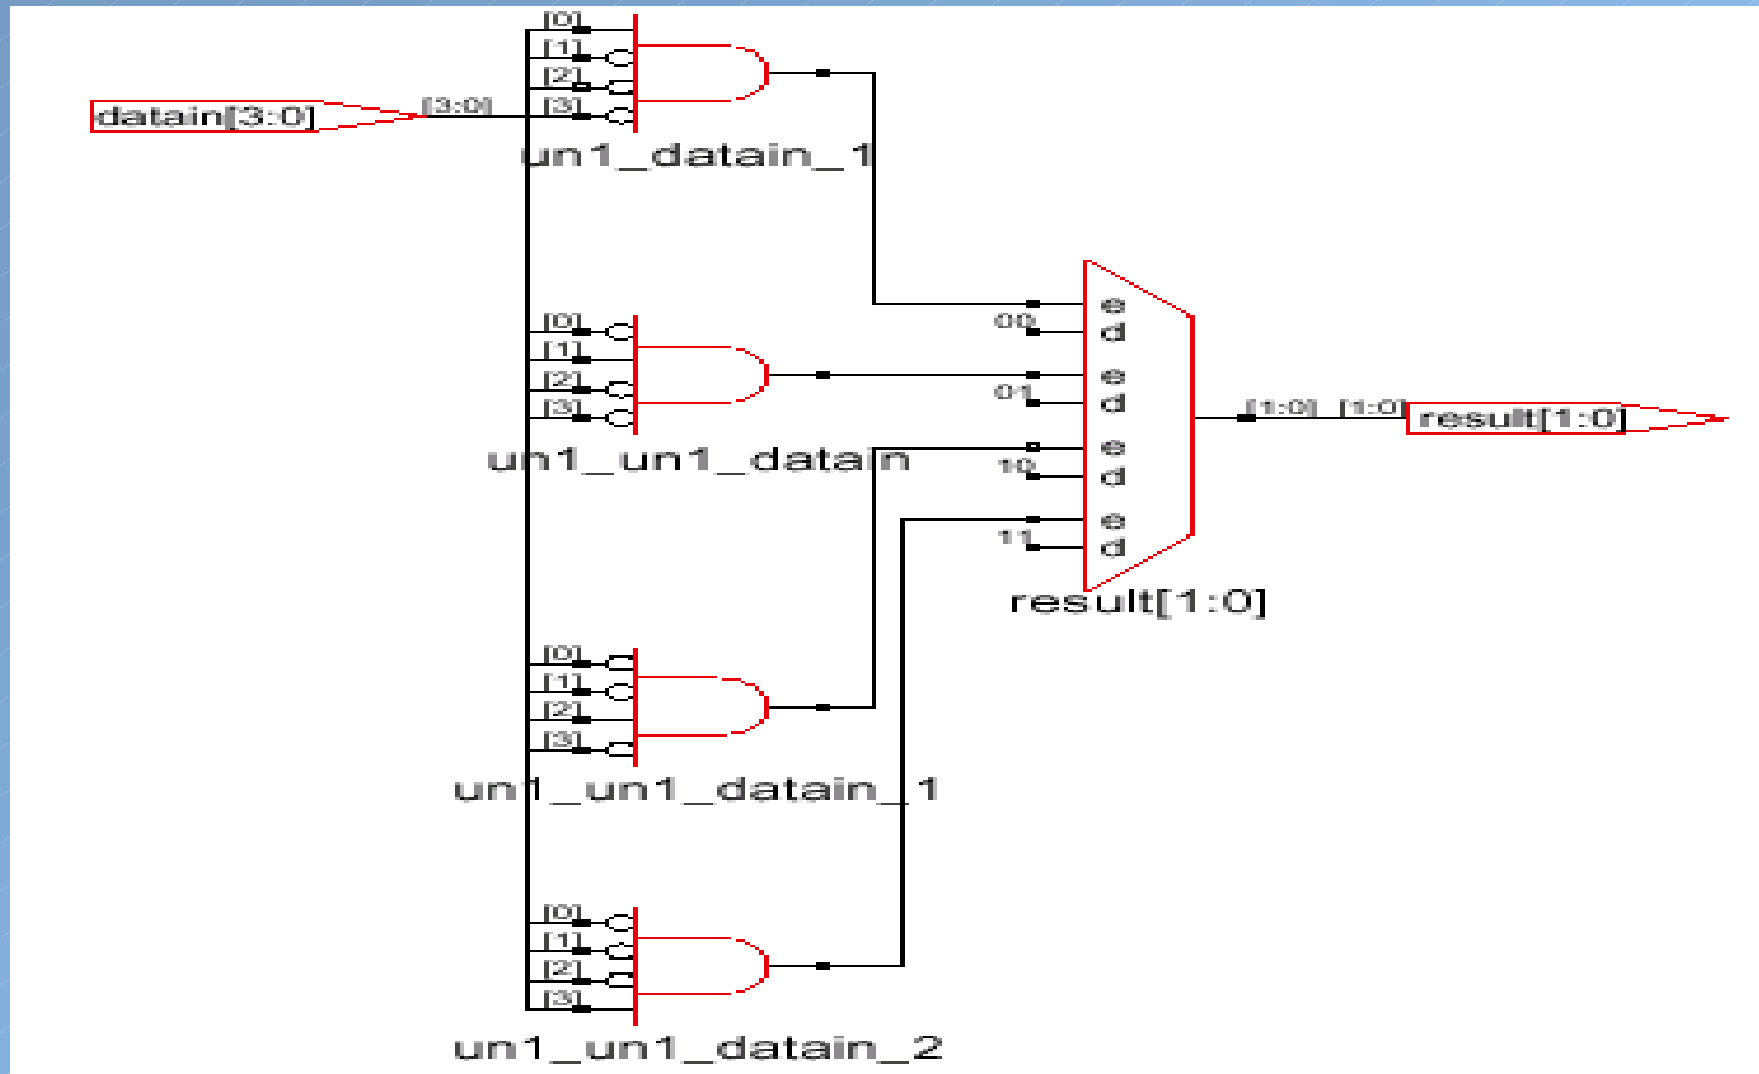 [0]
[1]
[2]
datain[3:0] [3:0] [3]
un1_datain_1
e
00 d
[0]
[1] e
[2] 01 d
[3] [1:0] [1:0] result[1:0]
un1_un1_datain e
10 d
e
11 d
result[1:0]
[0]
[1]
[2]
[3]
un1_un1_datain_1
[0]
[1]
[2]
[3]
un1_un1_datain_2